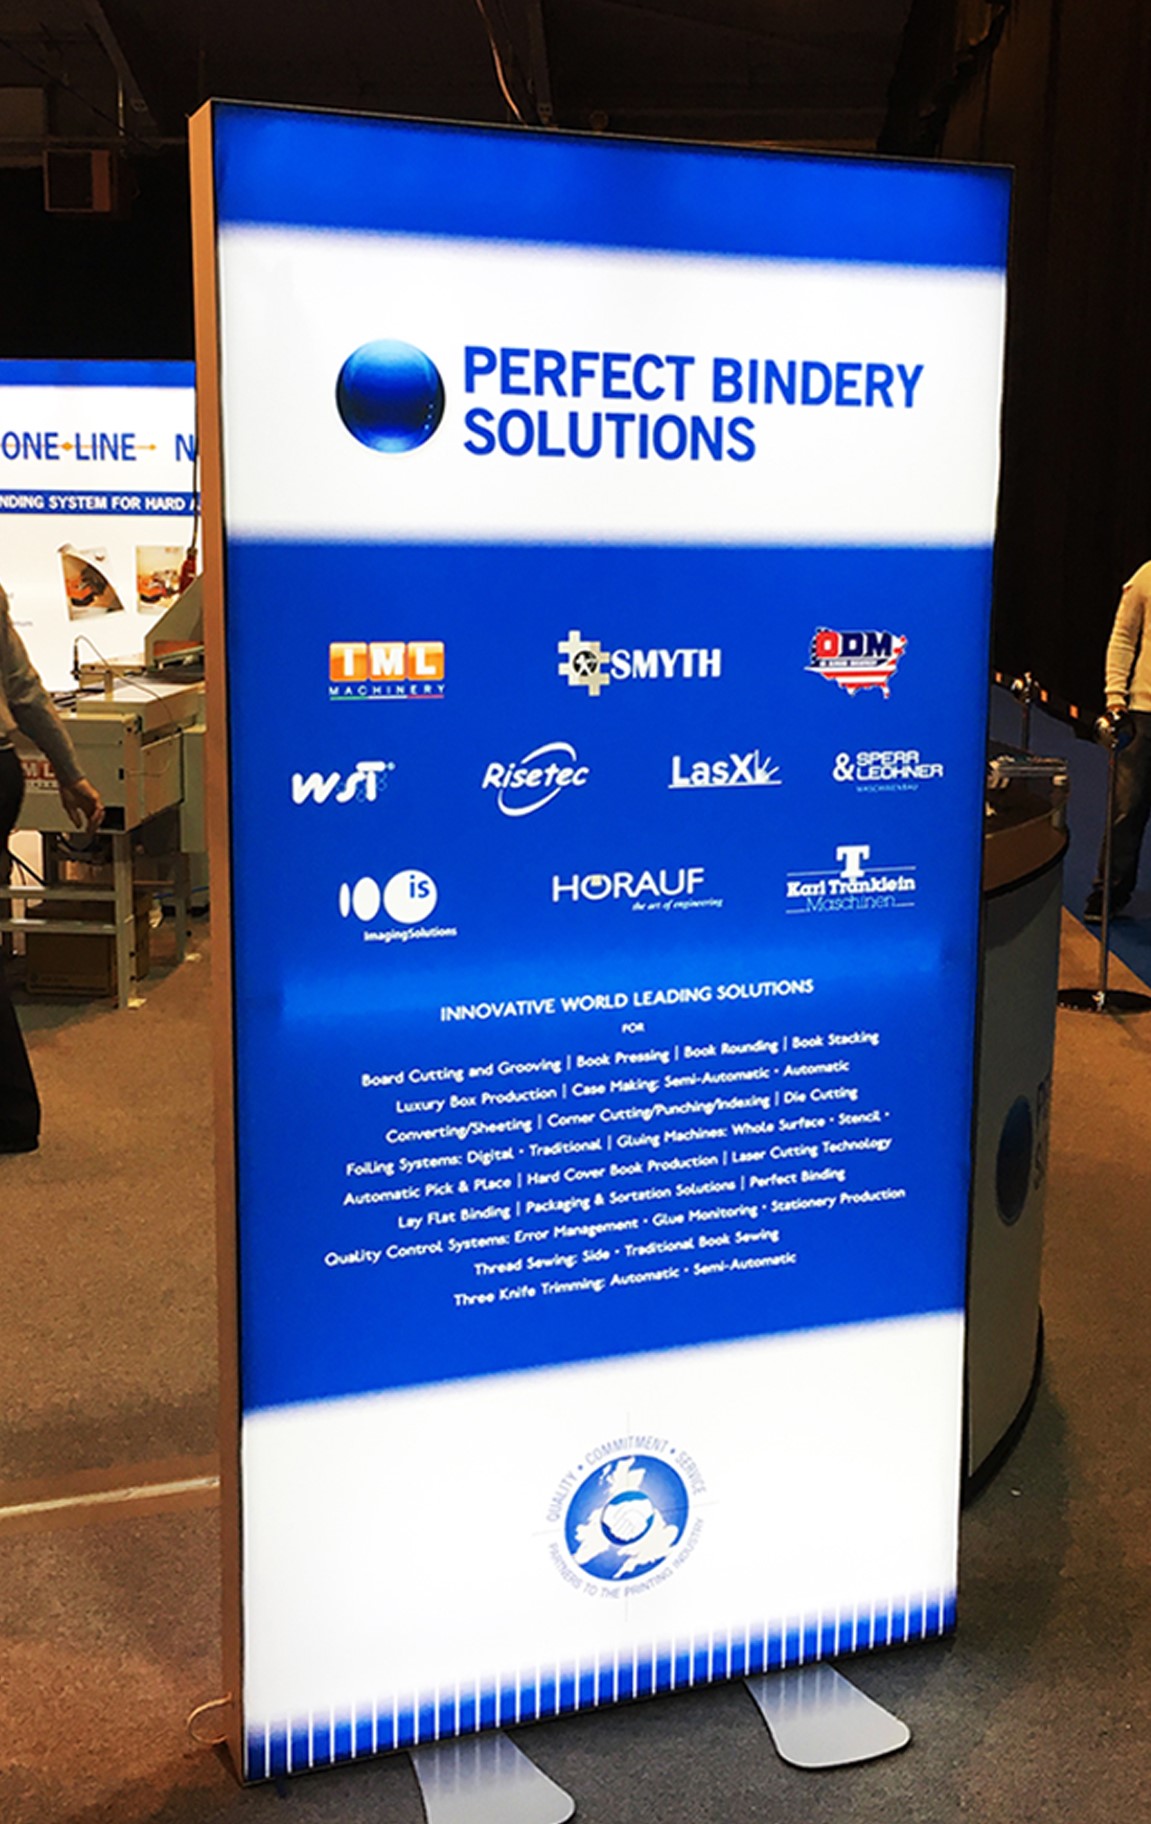 PERFECT BINDERY
SOLUTIONS
ONE LINE N
NDING SYSTEM FOR HARD
TML
MACHINERY
SMYTH
ODM
WST®
Risetec
LasX
& SPERR
LECHNER
MASCHINENBAU
100 is
ImagingSolutions
HÖRAUF
the art of engineering
T
Karl Tränklein
Maschinen
INNOVATIVE WORLD LEADING SOLUTIONS
FOR
Board Cutting and Grooving | Book Pressing | Book Rounding | Book Stacking
Luxury Box Production | Case Making: Semi-Automatic • Automatic
Converting/Sheeting | Corner Cutting/Punching/Indexing | Die Cutting
Foiling Systems: Digital • Traditional | Gluing Machines: Whole Surface • Stencil •
Automatic Pick & Place | Hard Cover Book Production | Laser Cutting Technology
Lay Flat Binding | Packaging & Sortation Solutions | Perfect Binding
Quality Control Systems: Error Management • Glue Monitoring • Stationery Production
Thread Sewing: Side • Traditional Book Sewing
Three Knife Trimming: Automatic • Semi-Automatic
QUALITY • COMMITMENT • SERVICE
PARTNERS TO THE PRINTING INDUSTRY